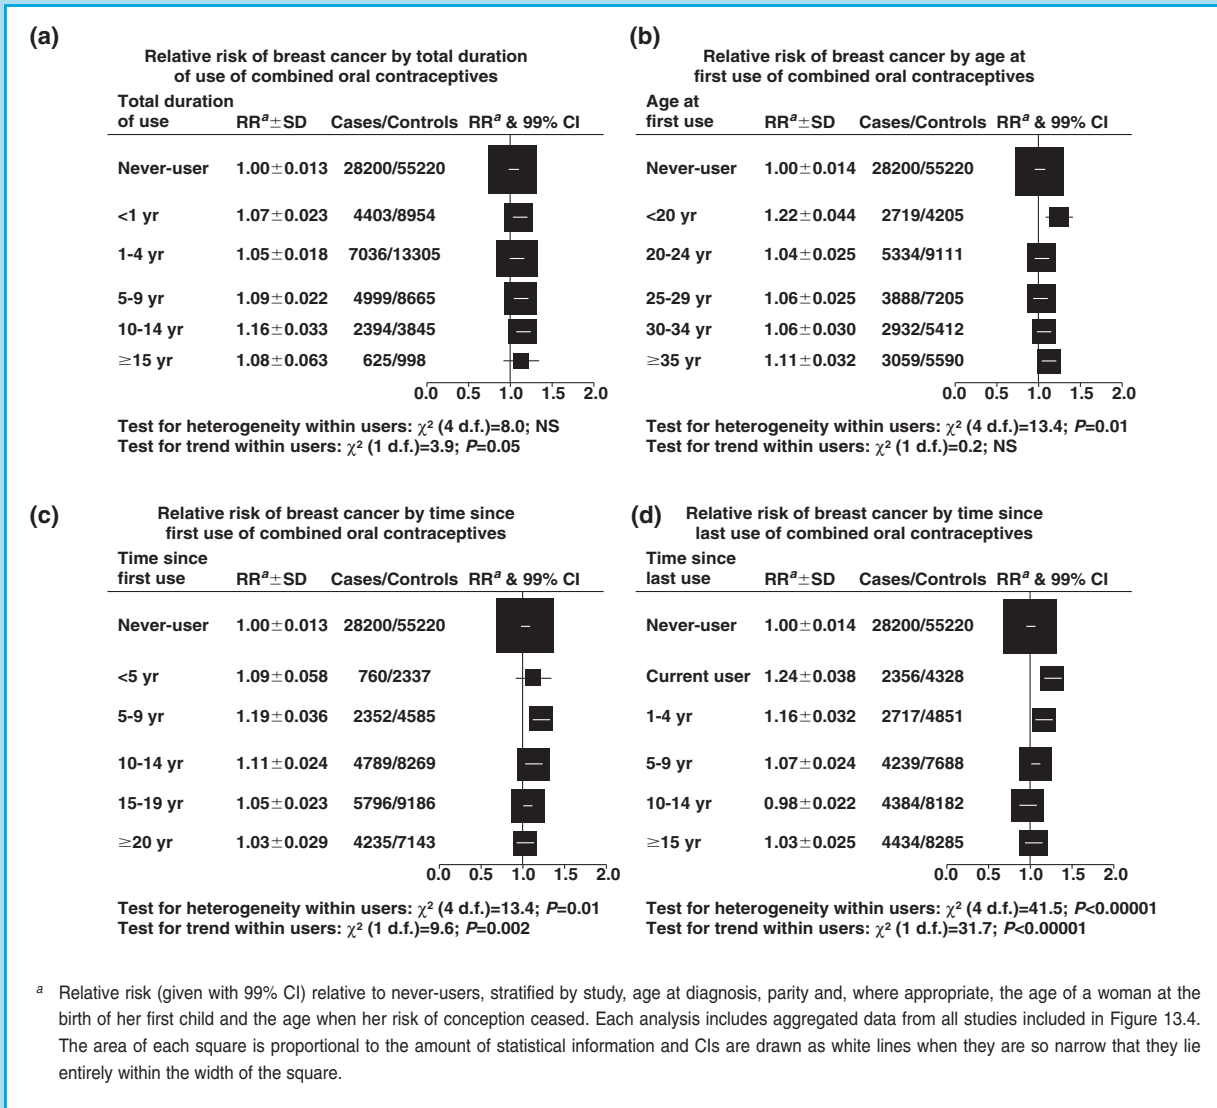 (a)
Relative risk of breast cancer by total duration
of use of combined oral contraceptives
Total duration
of use RRᵃ±SD Cases/Controls RRᵃ & 99% CI
Never-user 1.00±0.013 28200/55220
<1 yr 1.07±0.023 4403/8954
1-4 yr 1.05±0.018 7036/13305
5-9 yr 1.09±0.022 4999/8665
10-14 yr 1.16±0.033 2394/3845
≥15 yr 1.08±0.063 625/998
0.0 0.5 1.0 1.5 2.0
Test for heterogeneity within users: χ² (4 d.f.)=8.0; NS
Test for trend within users: χ² (1 d.f.)=3.9; P=0.05
(b)
Relative risk of breast cancer by age at
first use of combined oral contraceptives
Age at
first use RRᵃ±SD Cases/Controls RRᵃ & 99% CI
Never-user 1.00±0.014 28200/55220
<20 yr 1.22±0.044 2719/4205
20-24 yr 1.04±0.025 5334/9111
25-29 yr 1.06±0.025 3888/7205
30-34 yr 1.06±0.030 2932/5412
≥35 yr 1.11±0.032 3059/5590
0.0 0.5 1.0 1.5 2.0
Test for heterogeneity within users: χ² (4 d.f.)=13.4; P=0.01
Test for trend within users: χ² (1 d.f.)=0.2; NS
(c)
Relative risk of breast cancer by time since
first use of combined oral contraceptives
Time since
first use RRᵃ±SD Cases/Controls RRᵃ & 99% CI
Never-user 1.00±0.013 28200/55220
<5 yr 1.09±0.058 760/2337
5-9 yr 1.19±0.036 2352/4585
10-14 yr 1.11±0.024 4789/8269
15-19 yr 1.05±0.023 5796/9186
≥20 yr 1.03±0.029 4235/7143
0.0 0.5 1.0 1.5 2.0
Test for heterogeneity within users: χ² (4 d.f.)=13.4; P=0.01
Test for trend within users: χ² (1 d.f.)=9.6; P=0.002
(d)
Relative risk of breast cancer by time since
last use of combined oral contraceptives
Time since
last use RRᵃ±SD Cases/Controls RRᵃ & 99% CI
Never-user 1.00±0.014 28200/55220
Current user 1.24±0.038 2356/4328
1-4 yr 1.16±0.032 2717/4851
5-9 yr 1.07±0.024 4239/7688
10-14 yr 0.98±0.022 4384/8182
≥15 yr 1.03±0.025 4434/8285
0.0 0.5 1.0 1.5 2.0
Test for heterogeneity within users: χ² (4 d.f.)=41.5; P<0.00001
Test for trend within users: χ² (1 d.f.)=31.7; P<0.00001
ᵃ Relative risk (given with 99% CI) relative to never-users, stratified by study, age at diagnosis, parity and, where appropriate, the age of a woman at the
birth of her first child and the age when her risk of conception ceased. Each analysis includes aggregated data from all studies included in Figure 13.4.
The area of each square is proportional to the amount of statistical information and CIs are drawn as white lines when they are so narrow that they lie
entirely within the width of the square.